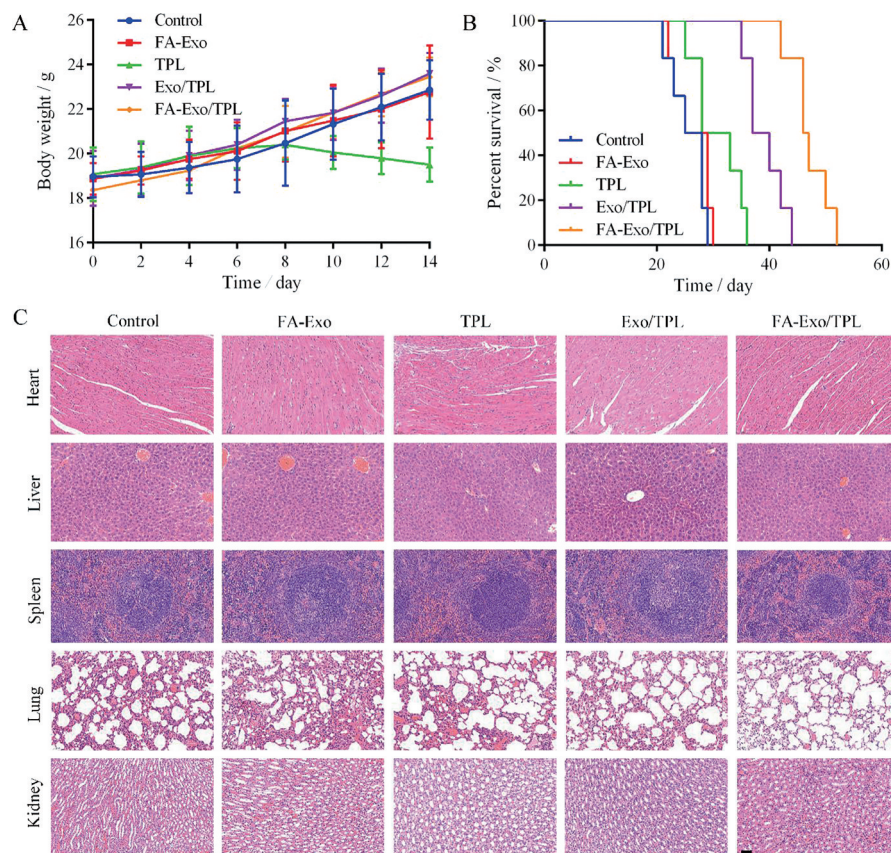 A
Body weight / g
26
24
22
20
18
16
0 2 4 6 8 10 12 14
Time / day
Control
FA-Exo
TPL
Exo/TPL
FA-Exo/TPL
B
Percent survival / %
100
80
60
40
20
0
0 20 40 60
Time / day
Control
FA-Exo
TPL
Exo/TPL
FA-Exo/TPL
C
Control FA-Exo TPL Exo/TPL FA-Exo/TPL
Heart
Liver
Spleen
Lung
Kidney